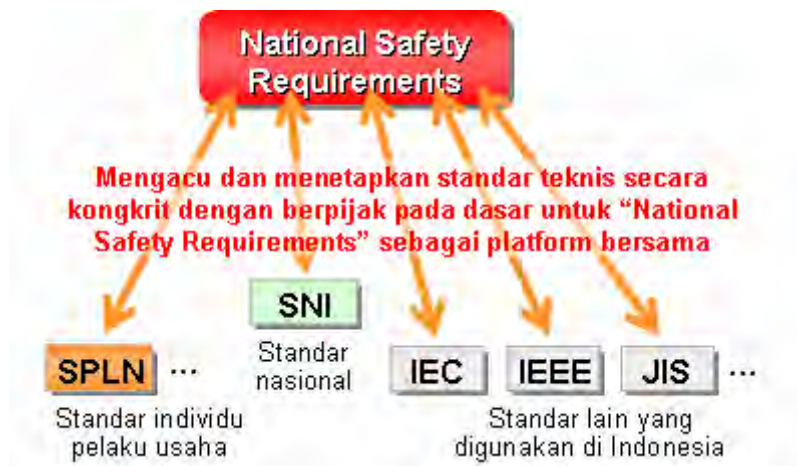 National Safety
Requirements
Mengacu dan menetapkan standar teknis secara
kongkrit dengan berpijak pada dasar untuk “National
Safety Requirements” sebagai platform bersama
SNI
Standar
nasional
SPLN ...
Standar individu
pelaku usaha
IEC IEEE JIS ...
Standar lain yang
digunakan di Indonesia